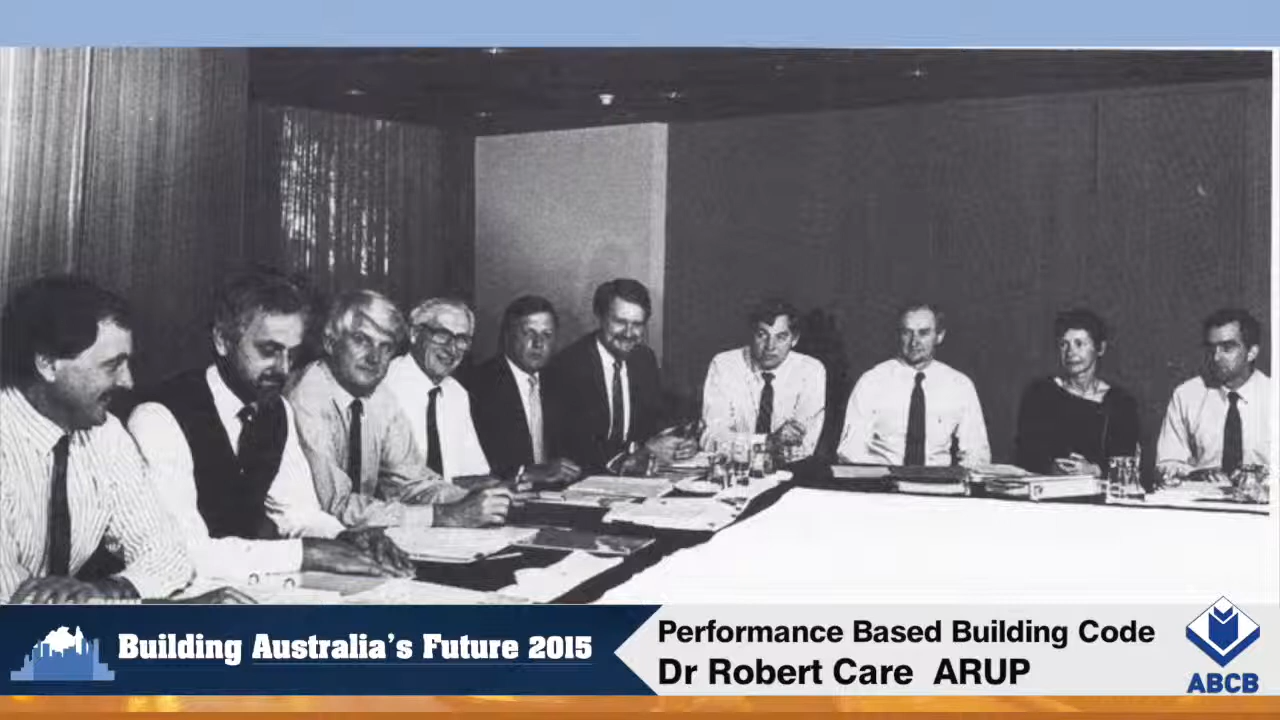 Building Australia's Future 2015
Performance Based Building Code
Dr Robert Care ARUP
ABCB